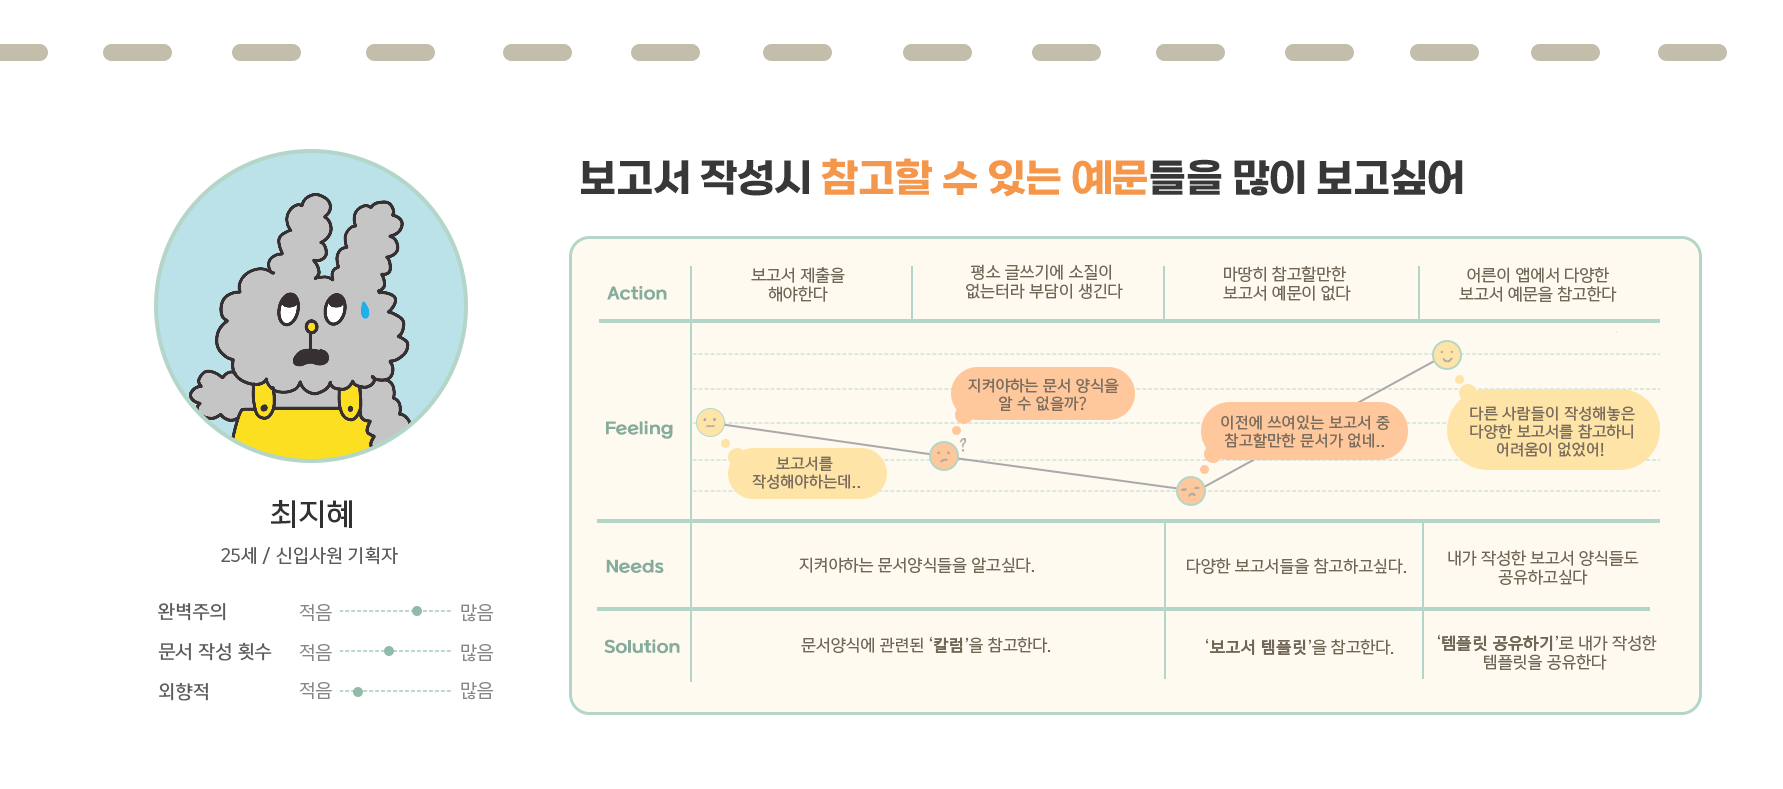 보고서 작성시 참고할 수 있는 예문들을 많이 보고싶어
최지혜
25세 / 신입사원 기획자
완벽주의 적음 많음
문서 작성 횟수 적음 많음
외향적 적음 많음
Action
보고서 제출을
해야한다
평소 글쓰기에 소질이
없는터라 부담이 생긴다
마땅히 참고할만한
보고서 예문이 없다
어른이 앱에서 다양한
보고서 예문을 참고한다
Feeling
보고서를
작성해야하는데..
지켜야하는 문서 양식을
알 수 없을까?
?
이전에 쓰여있는 보고서 중
참고할만한 문서가 없네..
다른 사람들이 작성해놓은
다양한 보고서를 참고하니
어려움이 없었어!
Needs
지켜야하는 문서양식들을 알고싶다.
다양한 보고서들을 참고하고싶다.
내가 작성한 보고서 양식들도
공유하고싶다
Solution
문서양식에 관련된 ‘칼럼’을 참고한다.
‘보고서 템플릿’을 참고한다.
‘템플릿 공유하기’로 내가 작성한
템플릿을 공유한다